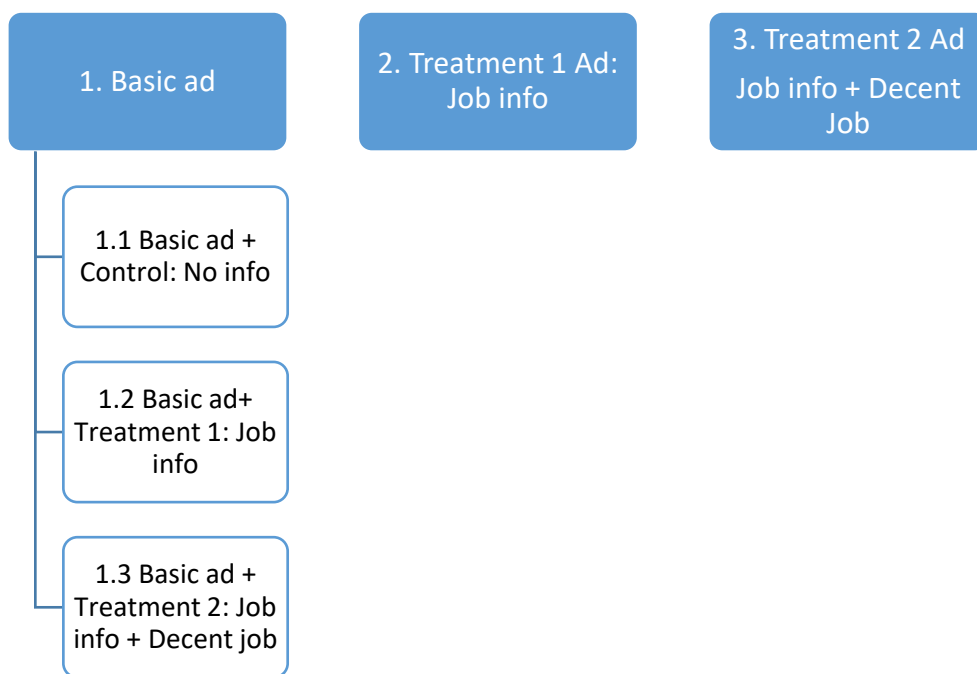 1. Basic ad
2. Treatment 1 Ad:
Job info
3. Treatment 2 Ad
Job info + Decent
Job
1.1 Basic ad +
Control: No info
1.2 Basic ad+
Treatment 1: Job
info
1.3 Basic ad +
Treatment 2: Job
info + Decent job